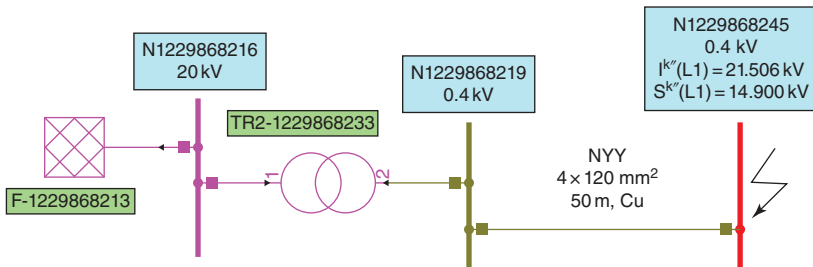 N1229868216
20 kV
TR2-1229868233
F-1229868213
1
2
N1229868219
0.4 kV
NYY
4 × 120 mm²
50 m, Cu
N1229868245
0.4 kV
Iᵏ″(L1) = 21.506 kV
Sᵏ″(L1) = 14.900 kV